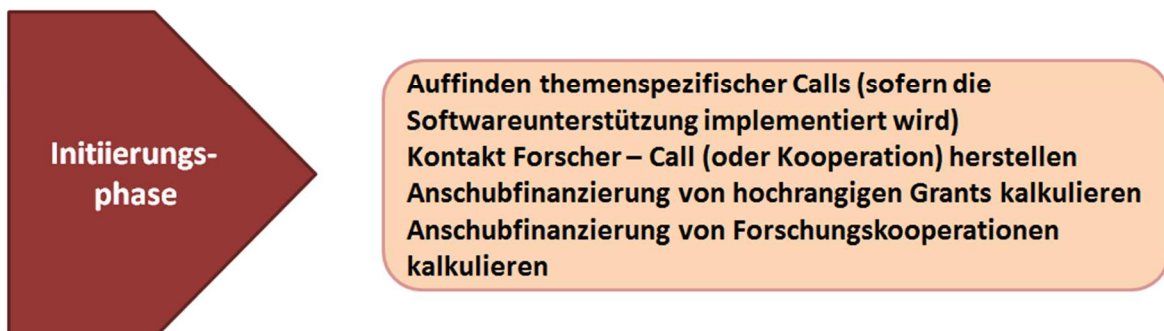 Initiierungs-
phase
Auffinden themenspezifischer Calls (sofern die
Softwareunterstützung implementiert wird)
Kontakt Forscher – Call (oder Kooperation) herstellen
Anschubfinanzierung von hochrangigen Grants kalkulieren
Anschubfinanzierung von Forschungskooperationen
kalkulieren